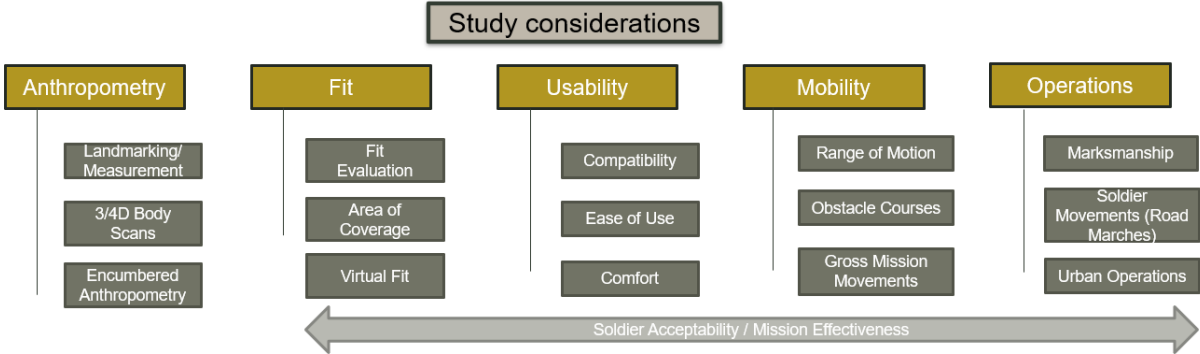 Study considerations
Anthropometry
Landmarking/
Measurement
3/4D Body
Scans
Encumbered
Anthropometry
Fit
Fit
Evaluation
Area of
Coverage
Virtual Fit
Usability
Compatibility
Ease of Use
Comfort
Mobility
Range of Motion
Obstacle Courses
Gross Mission
Movements
Operations
Marksmanship
Soldier
Movements (Road
Marches)
Urban Operations
Soldier Acceptability / Mission Effectiveness